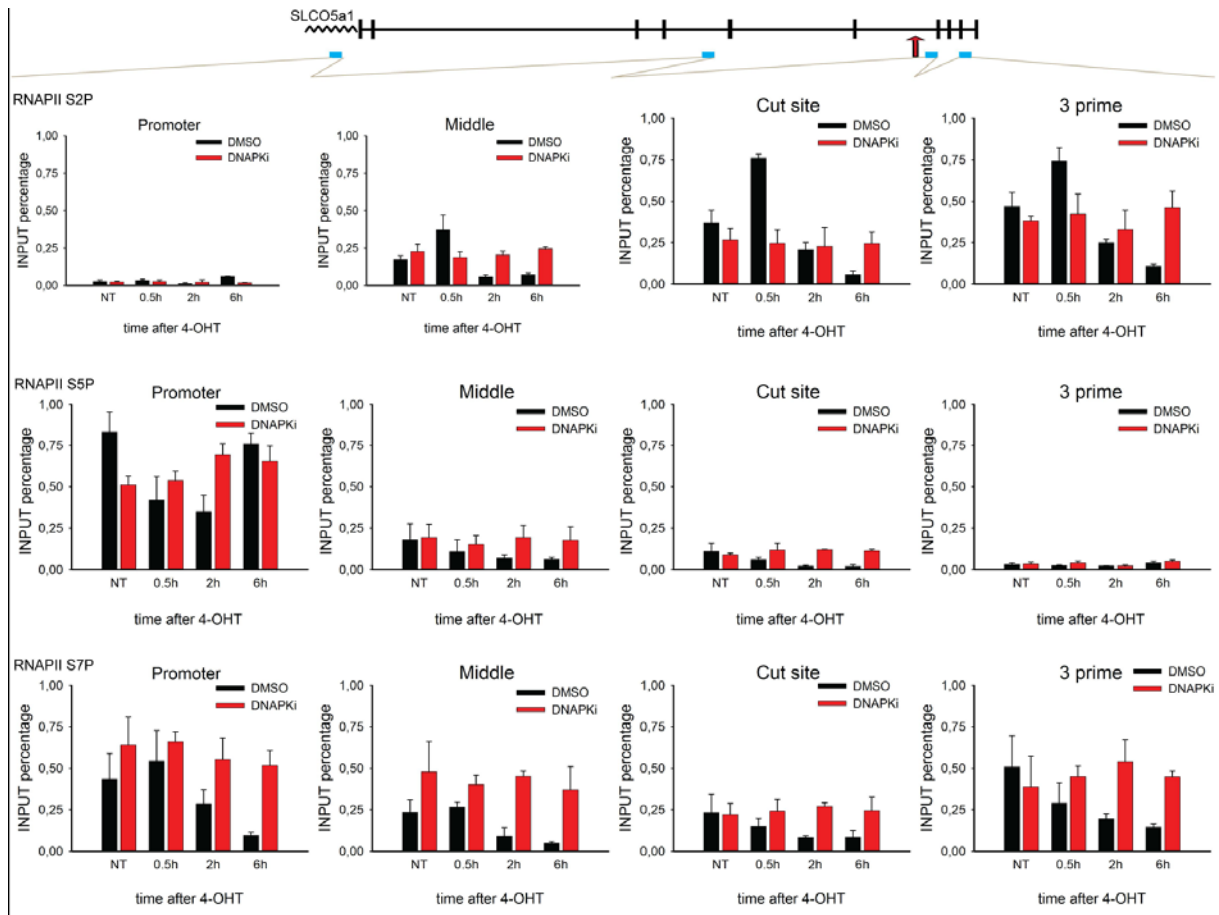 SLCO5a1
RNAPII S2P
Promoter
DMSO
DNAPKi
INPUT percentage
1,00
0,75
0,50
0,25
0,00
NT 0.5h 2h 6h
time after 4-OHT
Middle
DMSO
DNAPKi
INPUT percentage
1,00
0,75
0,50
0,25
0,00
NT 0.5h 2h 6h
time after 4-OHT
Cut site
DMSO
DNAPKi
INPUT percentage
1,00
0,75
0,50
0,25
0,00
NT 0.5h 2h 6h
time after 4-OHT
3 prime
DMSO
DNAPKi
INPUT percentage
1,00
0,75
0,50
0,25
0,00
NT 0.5h 2h 6h
time after 4-OHT
RNAPII S5P
Promoter
DMSO
DNAPKi
INPUT percentage
1,00
0,75
0,50
0,25
0,00
NT 0.5h 2h 6h
time after 4-OHT
Middle
DMSO
DNAPKi
INPUT percentage
1,00
0,75
0,50
0,25
0,00
NT 0.5h 2h 6h
time after 4-OHT
Cut site
DMSO
DNAPKi
INPUT percentage
1,00
0,75
0,50
0,25
0,00
NT 0.5h 2h 6h
time after 4-OHT
3 prime
DMSO
DNAPKi
INPUT percentage
1,00
0,75
0,50
0,25
0,00
NT 0.5h 2h 6h
time after 4-OHT
RNAPII S7P
Promoter
DMSO
DNAPKi
INPUT percentage
1,00
0,75
0,50
0,25
0,00
NT 0.5h 2h 6h
time after 4-OHT
Middle
DMSO
DNAPKi
INPUT percentage
1,00
0,75
0,50
0,25
0,00
NT 0.5h 2h 6h
time after 4-OHT
Cut site
DMSO
DNAPKi
INPUT percentage
1,00
0,75
0,50
0,25
0,00
NT 0.5h 2h 6h
time after 4-OHT
3 prime
DMSO
DNAPKi
INPUT percentage
1,00
0,75
0,50
0,25
0,00
NT 0.5h 2h 6h
time after 4-OHT